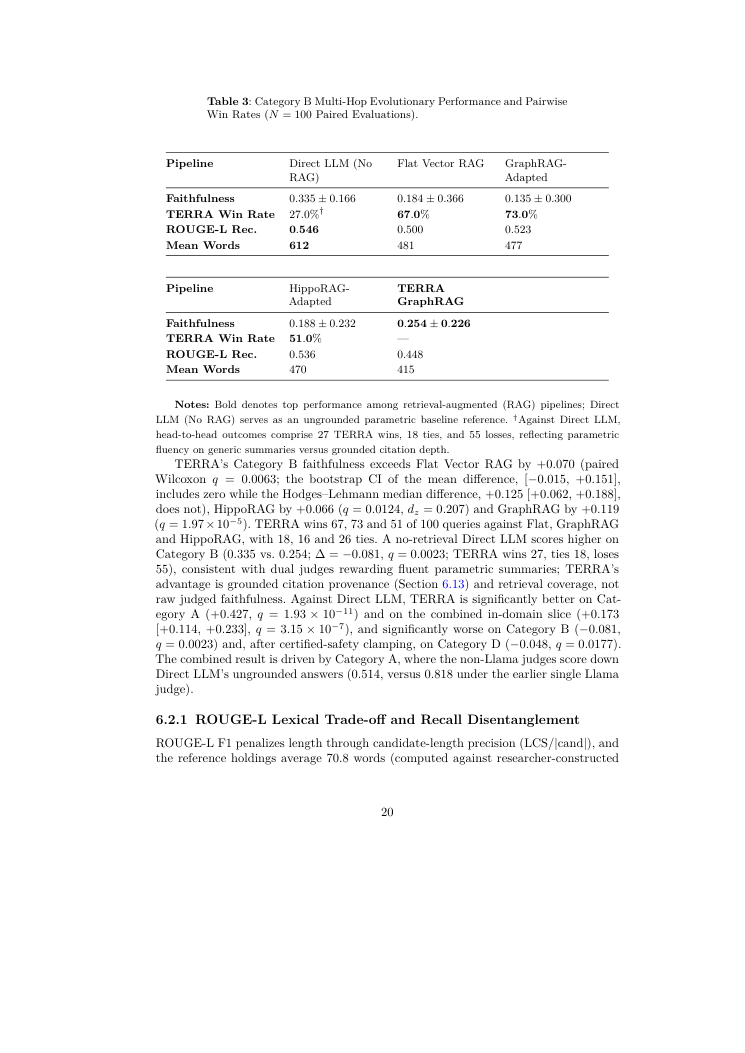 Table 3: Category B Multi-Hop Evolutionary Performance and Pairwise
Win Rates (N = 100 Paired Evaluations).
Pipeline Direct LLM (No RAG) Flat Vector RAG GraphRAG-Adapted
Faithfulness 0.335 ± 0.166 0.184 ± 0.366 0.135 ± 0.300
TERRA Win Rate 27.0%† 67.0% 73.0%
ROUGE-L Rec. 0.546 0.500 0.523
Mean Words 612 481 477
Pipeline HippoRAG-Adapted TERRA GraphRAG
Faithfulness 0.188 ± 0.232 0.254 ± 0.226
TERRA Win Rate 51.0% —
ROUGE-L Rec. 0.536 0.448
Mean Words 470 415
Notes: Bold denotes top performance among retrieval-augmented (RAG) pipelines; Direct
LLM (No RAG) serves as an ungrounded parametric baseline reference. †Against Direct LLM,
head-to-head outcomes comprise 27 TERRA wins, 18 ties, and 55 losses, reflecting parametric
fluency on generic summaries versus grounded citation depth.
TERRA's Category B faithfulness exceeds Flat Vector RAG by +0.070 (paired
Wilcoxon q = 0.0063; the bootstrap CI of the mean difference, [−0.015, +0.151],
includes zero while the Hodges–Lehmann median difference, +0.125 [+0.062, +0.188],
does not), HippoRAG by +0.066 (q = 0.0124, d_z = 0.207) and GraphRAG by +0.119
(q = 1.97 × 10⁻⁵). TERRA wins 67, 73 and 51 of 100 queries against Flat, GraphRAG
and HippoRAG, with 18, 16 and 26 ties. A no-retrieval Direct LLM scores higher on
Category B (0.335 vs. 0.254; Δ = −0.081, q = 0.0023; TERRA wins 27, ties 18, loses
55), consistent with dual judges rewarding fluent parametric summaries; TERRA's
advantage is grounded citation provenance (Section 6.13) and retrieval coverage, not
raw judged faithfulness. Against Direct LLM, TERRA is significantly better on Cat-
egory A (+0.427, q = 1.93 × 10⁻¹¹) and on the combined in-domain slice (+0.173
[+0.114, +0.233], q = 3.15 × 10⁻⁷), and significantly worse on Category B (−0.081,
q = 0.0023) and, after certified-safety clamping, on Category D (−0.048, q = 0.0177).
The combined result is driven by Category A, where the non-Llama judges score down
Direct LLM's ungrounded answers (0.514, versus 0.818 under the earlier single Llama
judge).
6.2.1 ROUGE-L Lexical Trade-off and Recall Disentanglement
ROUGE-L F1 penalizes length through candidate-length precision (LCS/|cand|), and
the reference holdings average 70.8 words (computed against researcher-constructed
20